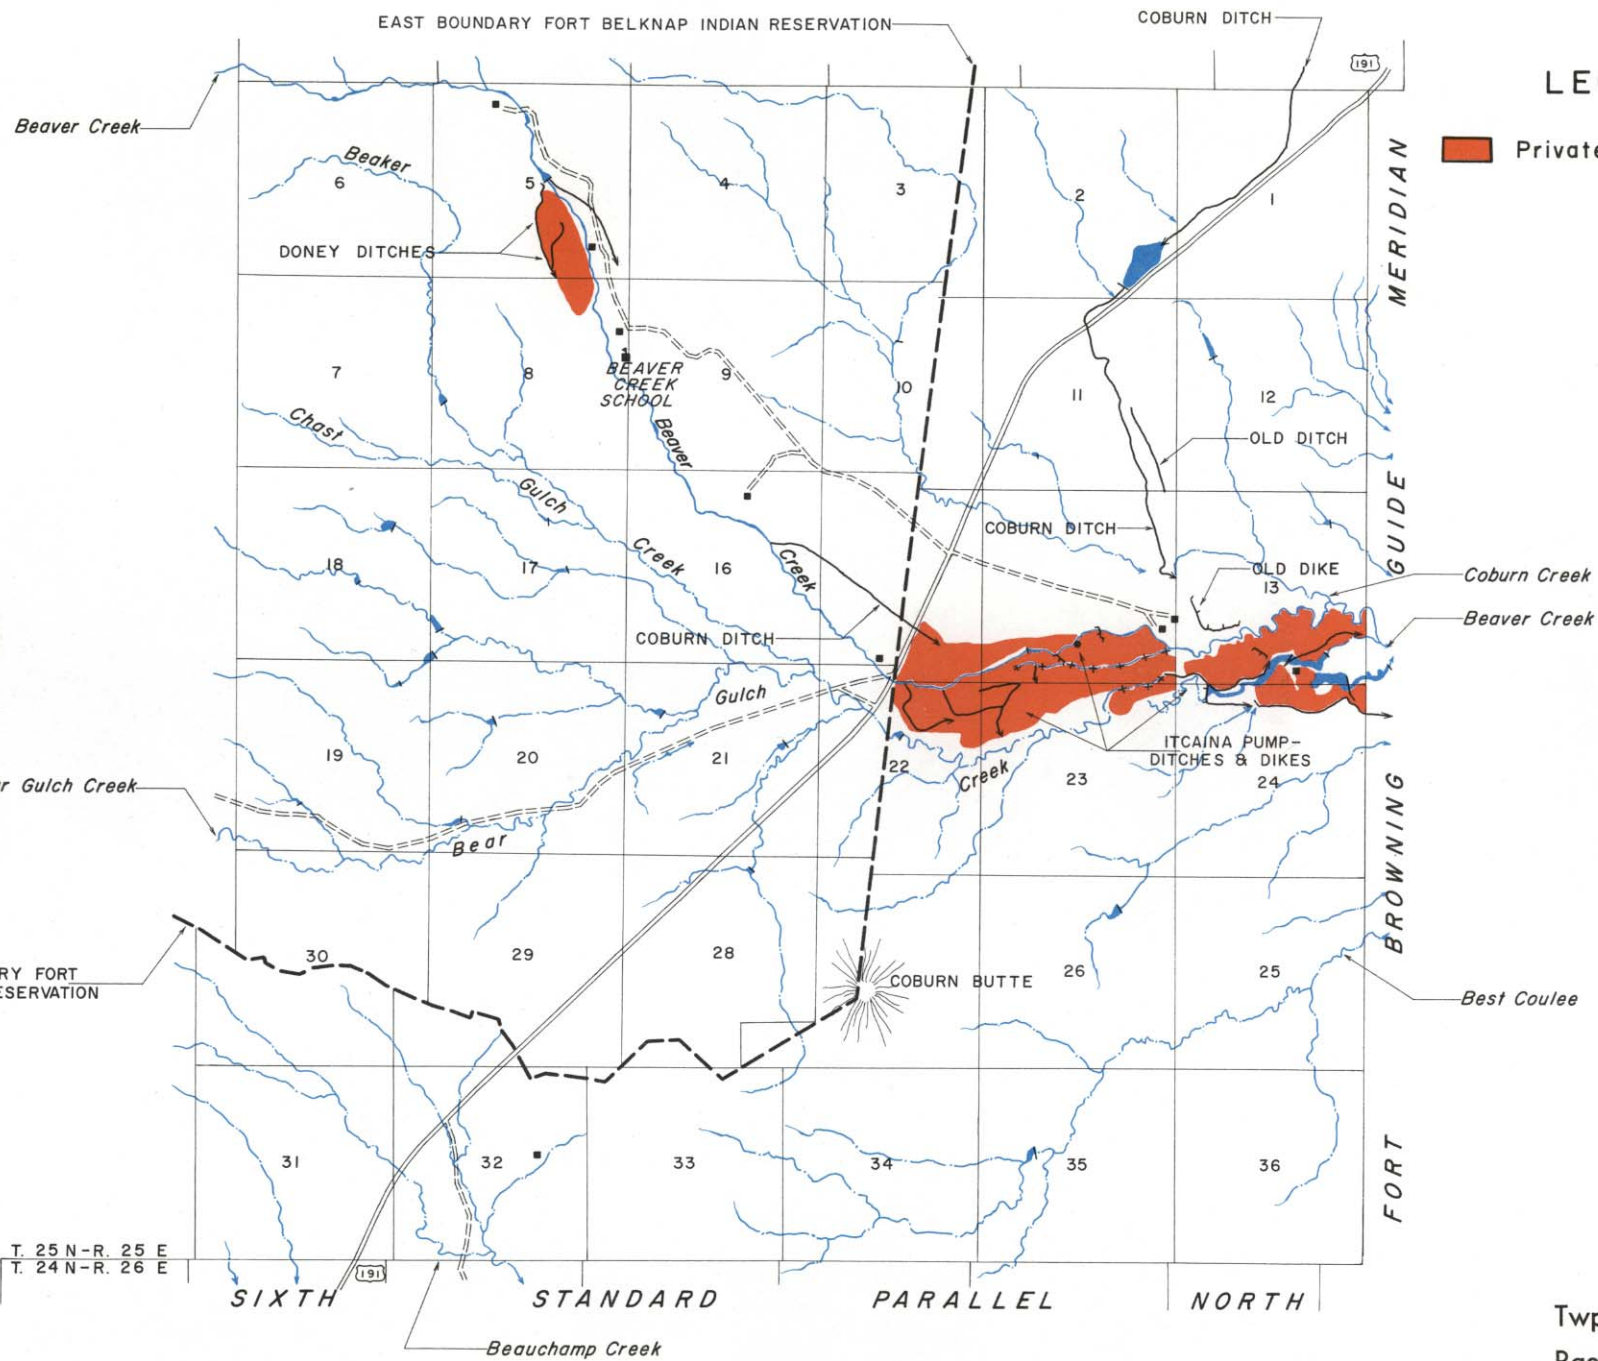 EAST BOUNDARY FORT BELKNAP INDIAN RESERVATION
COBURN DITCH
191
LE
Beaver Creek
Private
Beaker
6
5
4
3
2
1
MERIDIAN
DONEY DITCHES
7
8
BEAVER
CREEK
SCHOOL
9
10
11
12
Chast
Beaver
OLD DITCH
Gulch
COBURN DITCH
GUIDE
18
17
Creek
16
Creek
OLD DIKE
13
Coburn Creek
COBURN DITCH
Beaver Creek
Gulch
19
20
21
22
Creek
23
ITCAINA PUMP-
DITCHES & DIKES
24
r Gulch Creek
Bear
BROWNING
30
29
28
COBURN BUTTE
26
25
RY FORT
ESERVATION
Best Coulee
31
32
33
34
35
36
FORT
T. 25 N-R. 25 E
T. 24 N-R. 26 E
191
SIXTH STANDARD PARALLEL NORTH
Beauchamp Creek
Twp